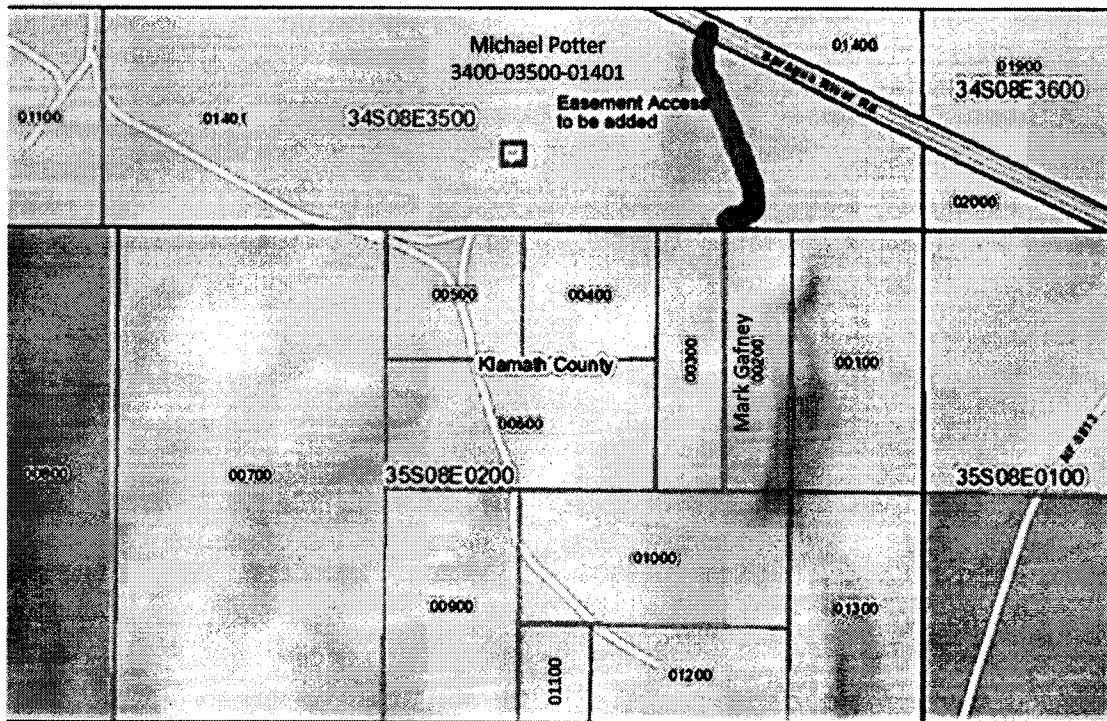 Michael Potter
3400-03500-01401
01400
Sprague River Rd
01900
34S08E3600
01100
01401
34S08E3500
Easement Access
to be added
02000
00500
00400
00300
Mark Gafney
00200
00100
Klamath County
00600
00700
35S08E0200
35S08E0100
01000
00900
01300
01100
01200